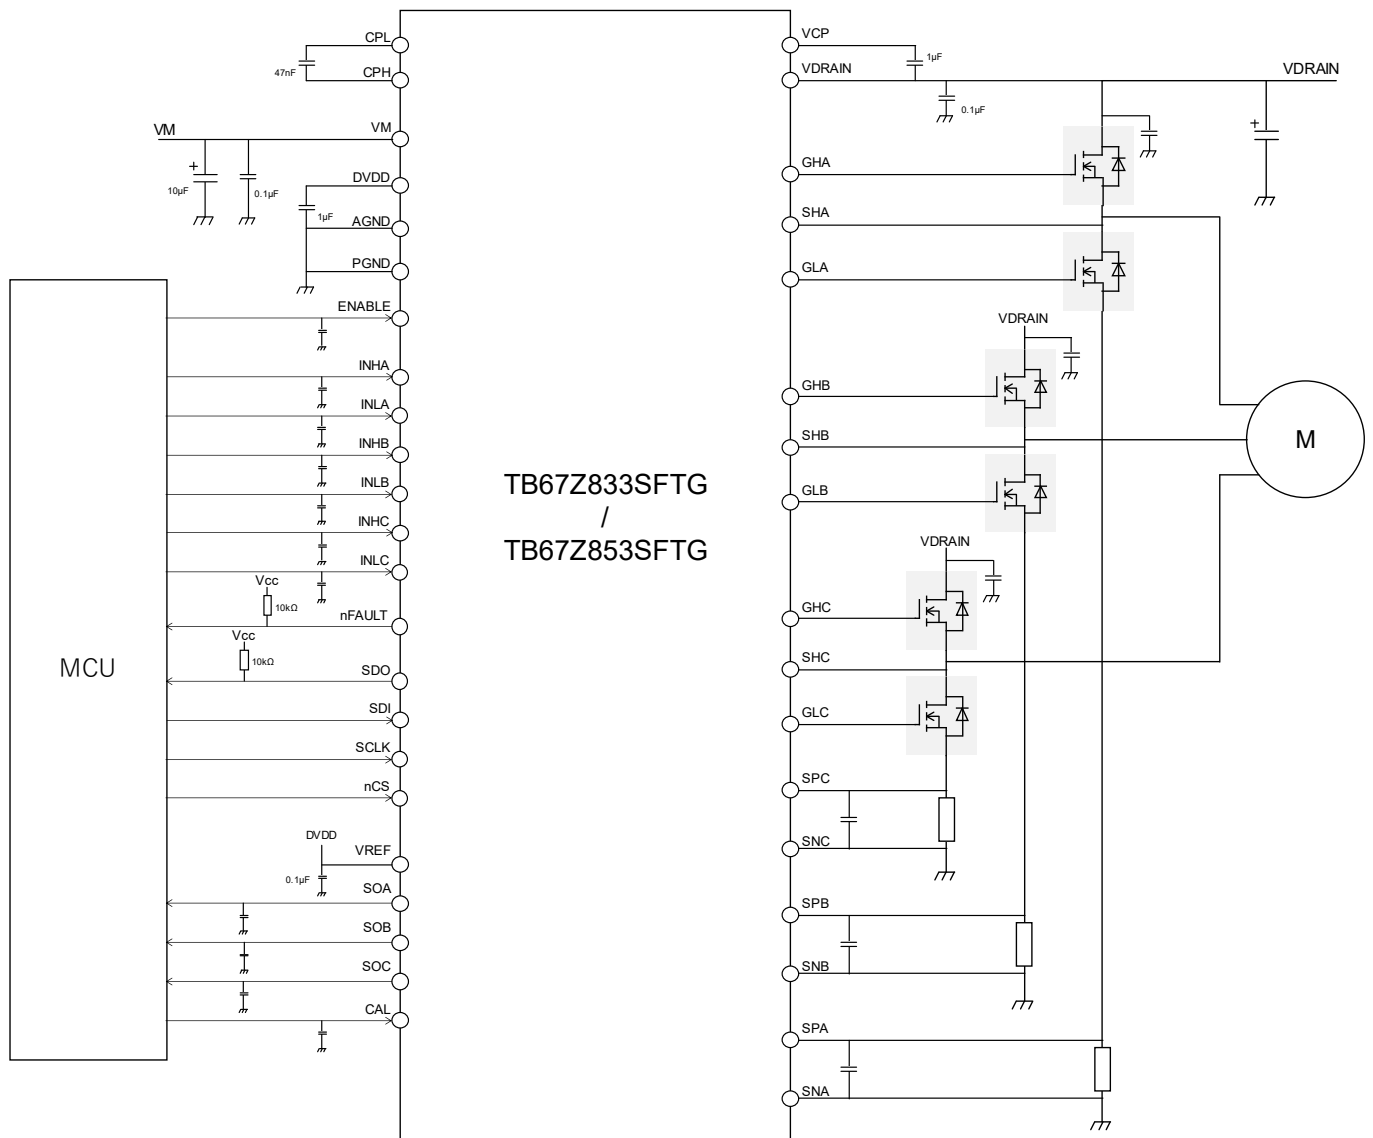 CPL
47nF
CPH
VM
VM
+
10µF
0.1µF
DVDD
1µF
AGND
PGND
ENABLE
INHA
INLA
INHB
INLB
INHC
INLC
Vcc
10kΩ
nFAULT
Vcc
10kΩ
SDO
SDI
SCLK
nCS
DVDD
VREF
0.1µF
SOA
SOB
SOC
CAL
MCU
TB67Z833SFTG
/
TB67Z853SFTG
VCP
1µF
VDRAIN
VDRAIN
0.1µF
+
GHA
SHA
GLA
VDRAIN
GHB
SHB
GLB
M
VDRAIN
GHC
SHC
GLC
SPC
SNC
SPB
SNB
SPA
SNA